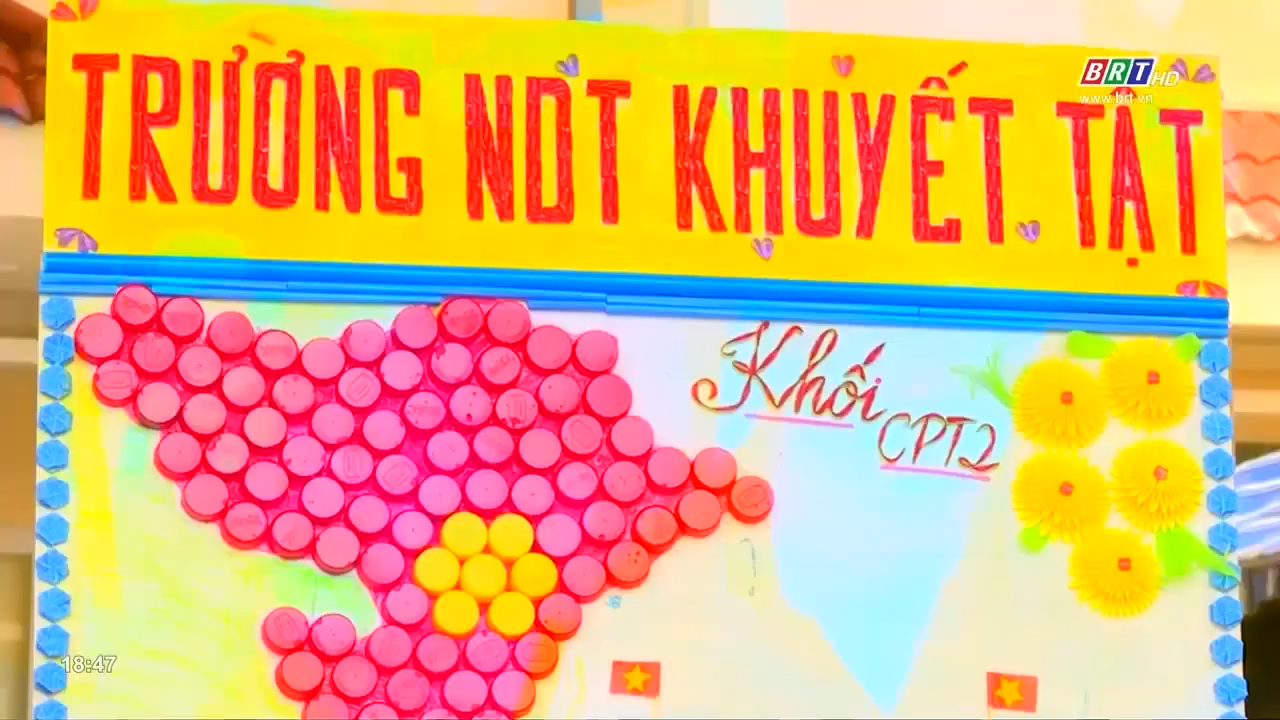 TRƯỜNG NDT KHUYẾT TẬT
BRT HD
www.brt.vn
Khối
CPT2
18:47